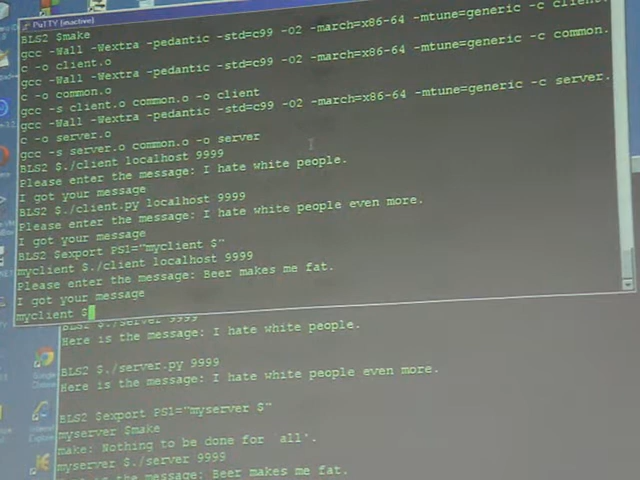 PuTTY (inactive)
BLS2 $make
gcc -Wall -Wextra -pedantic -std=c99 -O2 -march=x86-64 -mtune=generic -c client.
c -o client.o
gcc -Wall -Wextra -pedantic -std=c99 -O2 -march=x86-64 -mtune=generic -c common.
c -o common.o
gcc -s client.o common.o -o client
gcc -Wall -Wextra -pedantic -std=c99 -O2 -march=x86-64 -mtune=generic -c server.
c -o server.o
gcc -s server.o common.o -o server
BLS2 $./client localhost 9999
Please enter the message: I hate white people.
I got your message
BLS2 $./client.py localhost 9999
Please enter the message: I hate white people even more.
I got your message
BLS2 $export PS1="myclient $"
myclient $./client localhost 9999
Please enter the message: Beer makes me fat.
I got your message
myclient $
BLS2 $./server 9999
Here is the message: I hate white people.
BLS2 $./server.py 9999
Here is the message: I hate white people even more.
BLS2 $export PS1="myserver $"
myserver $make
make: Nothing to be done for `all'.
myserver $./server 9999
Here is the message: Beer makes me fat.